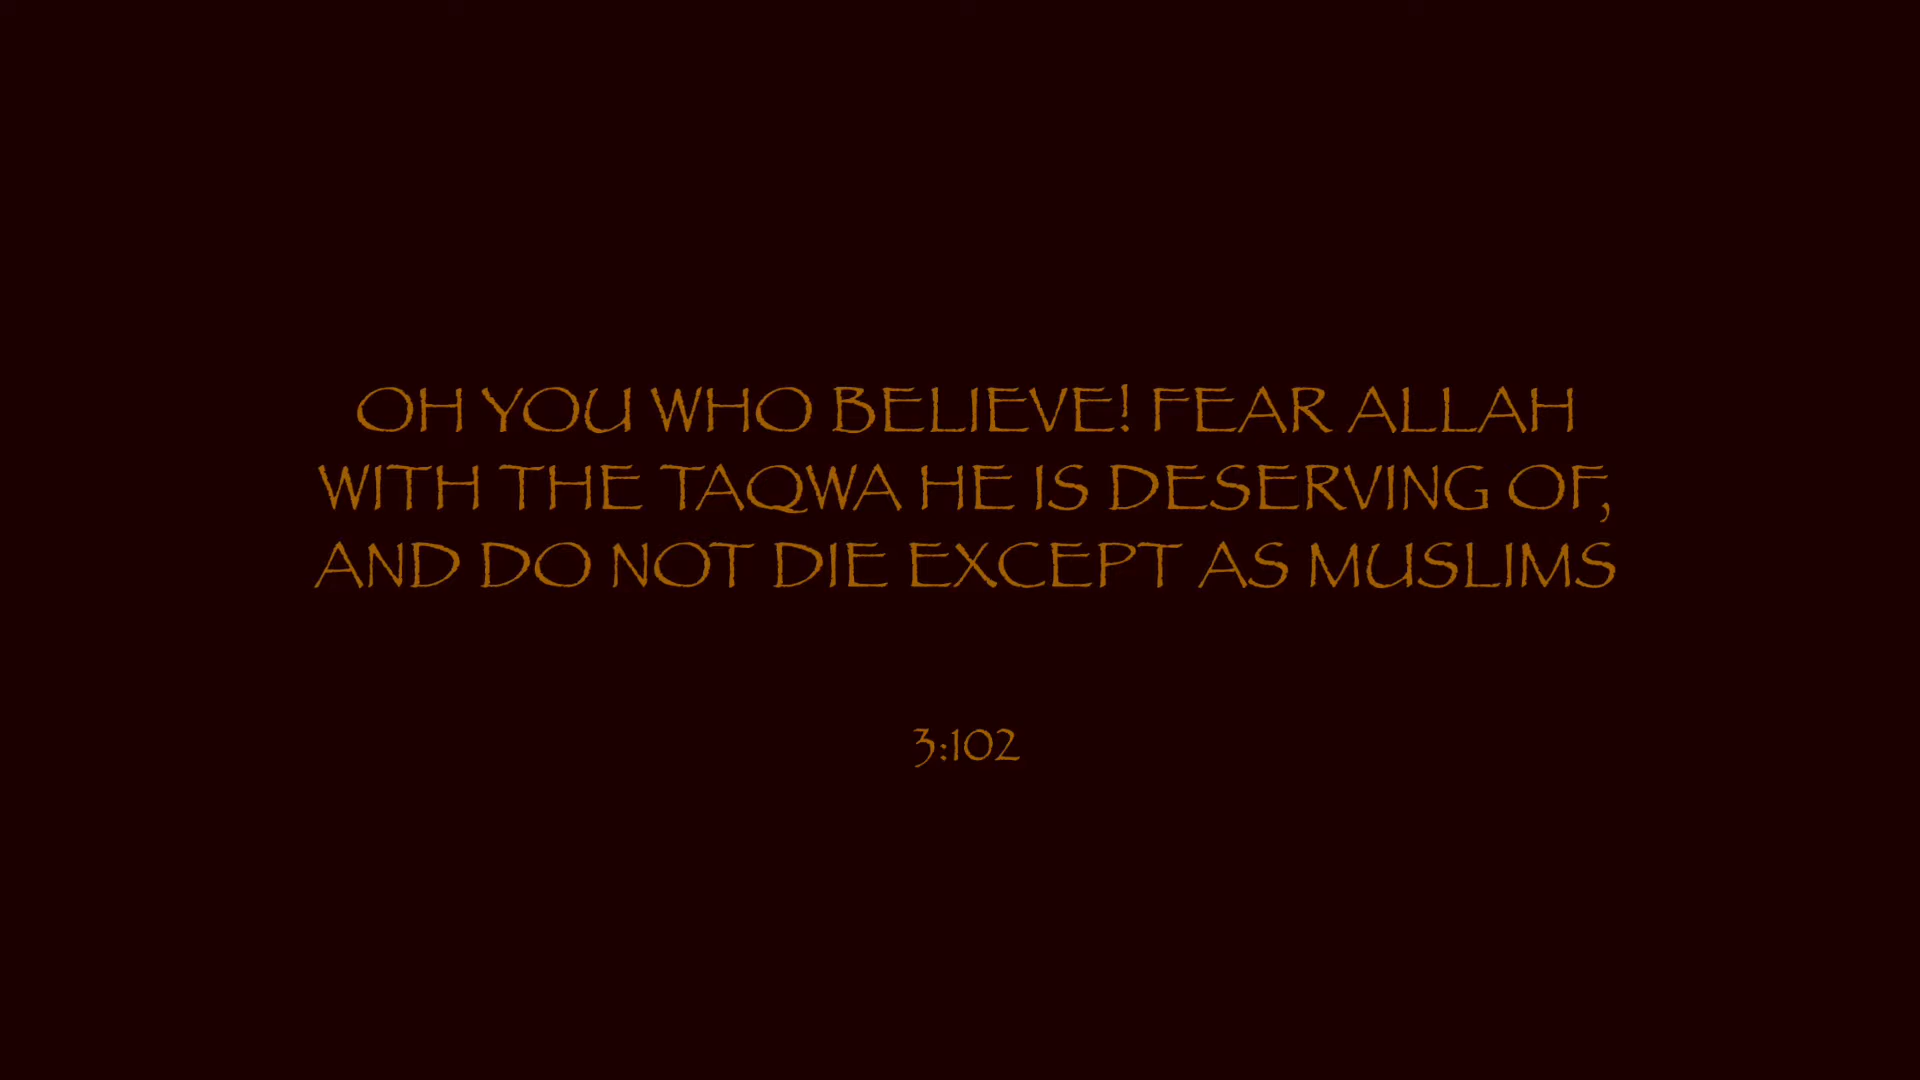 OH YOU WHO BELIEVE! FEAR ALLAH
WITH THE TAQWA HE IS DESERVING OF,
AND DO NOT DIE EXCEPT AS MUSLIMS
3:102